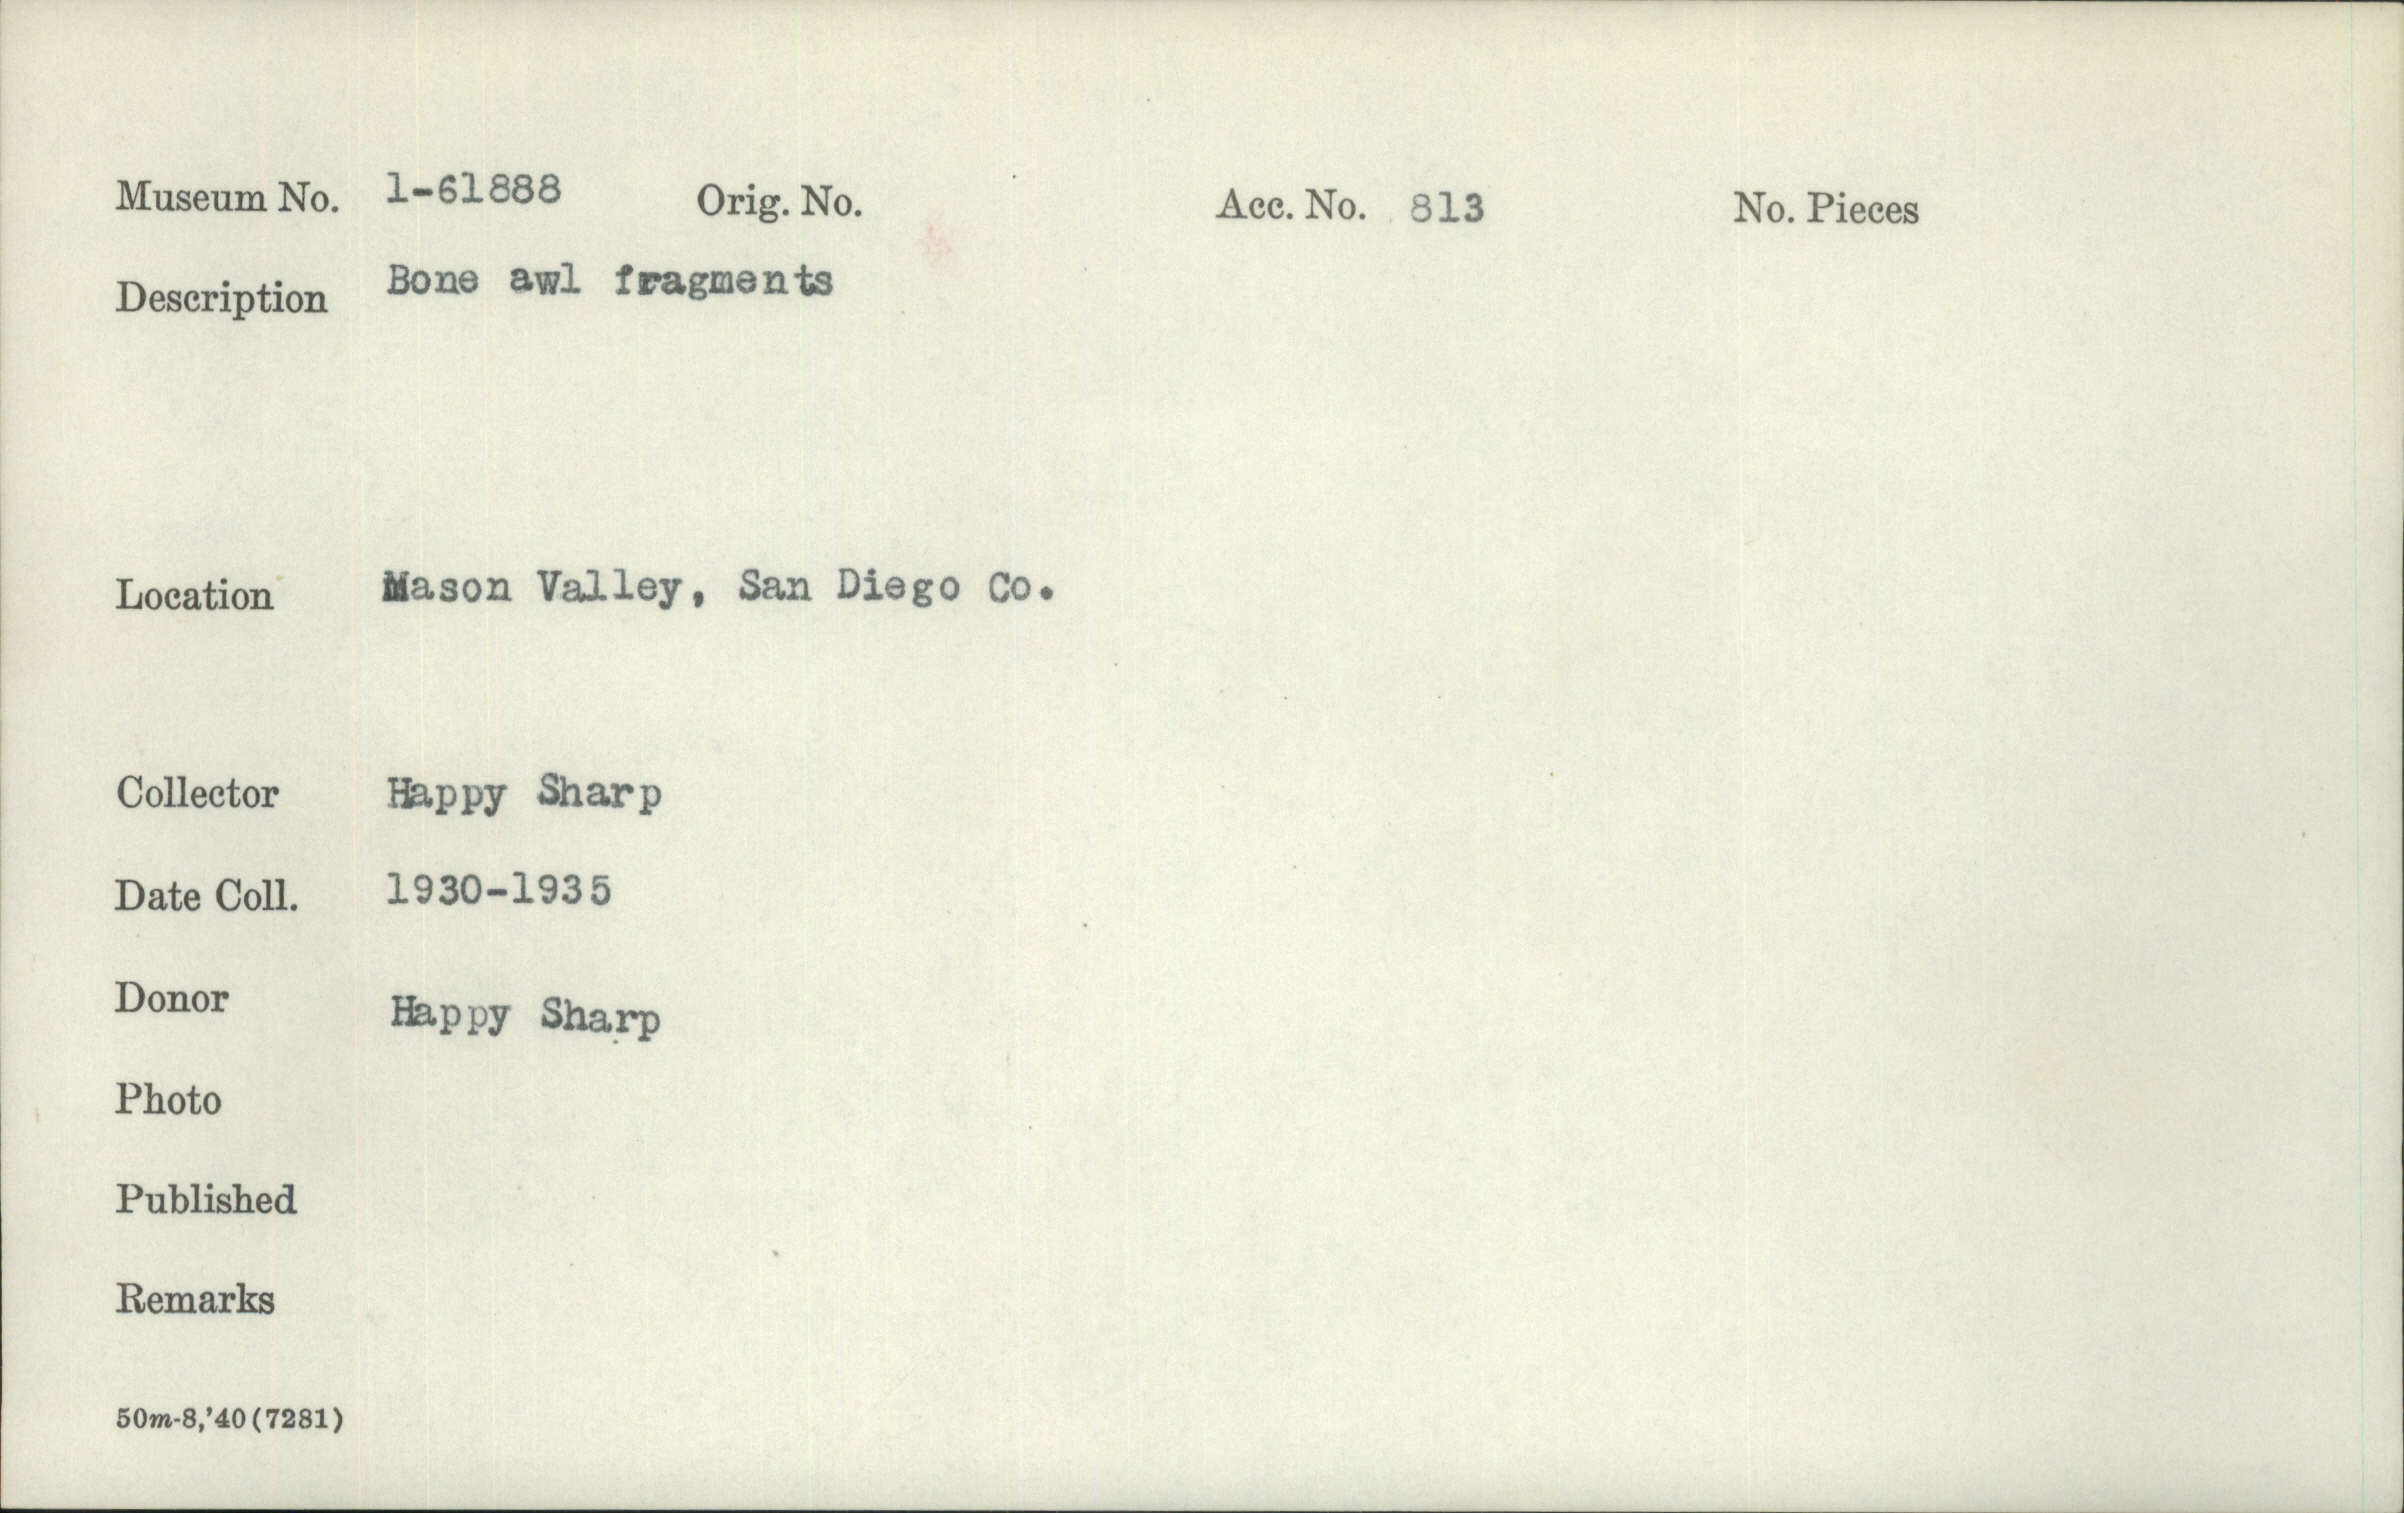 Museum No. 1-61888 Orig. No. Acc. No. 813 No. Pieces
Description Bone awl fragments
Location Mason Valley, San Diego Co.
Collector Happy Sharp
Date Coll. 1930-1935
Donor Happy Sharp
Photo
Published
Remarks
50m-8,'40(7281)